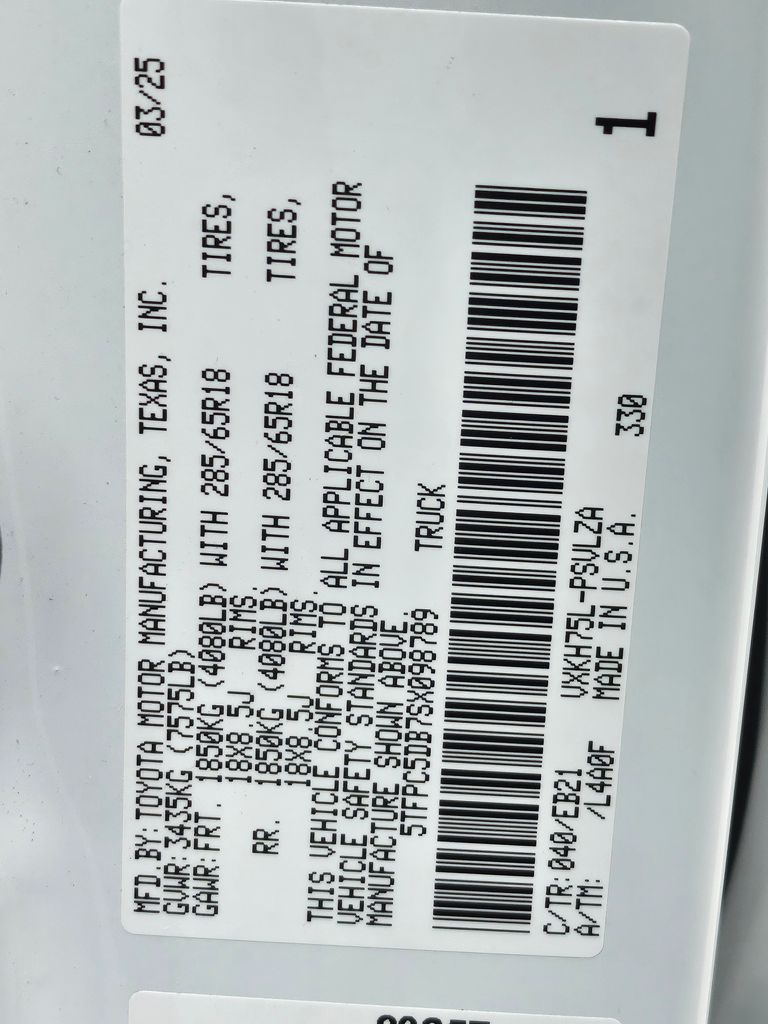 MFD BY: TOYOTA MOTOR MANUFACTURING, TEXAS, INC. 03/25
GVWR: 3435KG (7575LB)
GAWR: FRT. 1850KG (4080LB) WITH 285/65R18 TIRES,
18X8.5J RIMS.
RR. 1850KG (4080LB) WITH 285/65R18 TIRES,
18X8.5J RIMS.
THIS VEHICLE CONFORMS TO ALL APPLICABLE FEDERAL MOTOR
VEHICLE SAFETY STANDARDS IN EFFECT ON THE DATE OF
MANUFACTURE SHOWN ABOVE.
5TFPC5DB7SX098789 TRUCK
C/TR: 040/EB21 VXKH75L-PSVLZA
A/TM: /L4A0F MADE IN U.S.A. 330
1